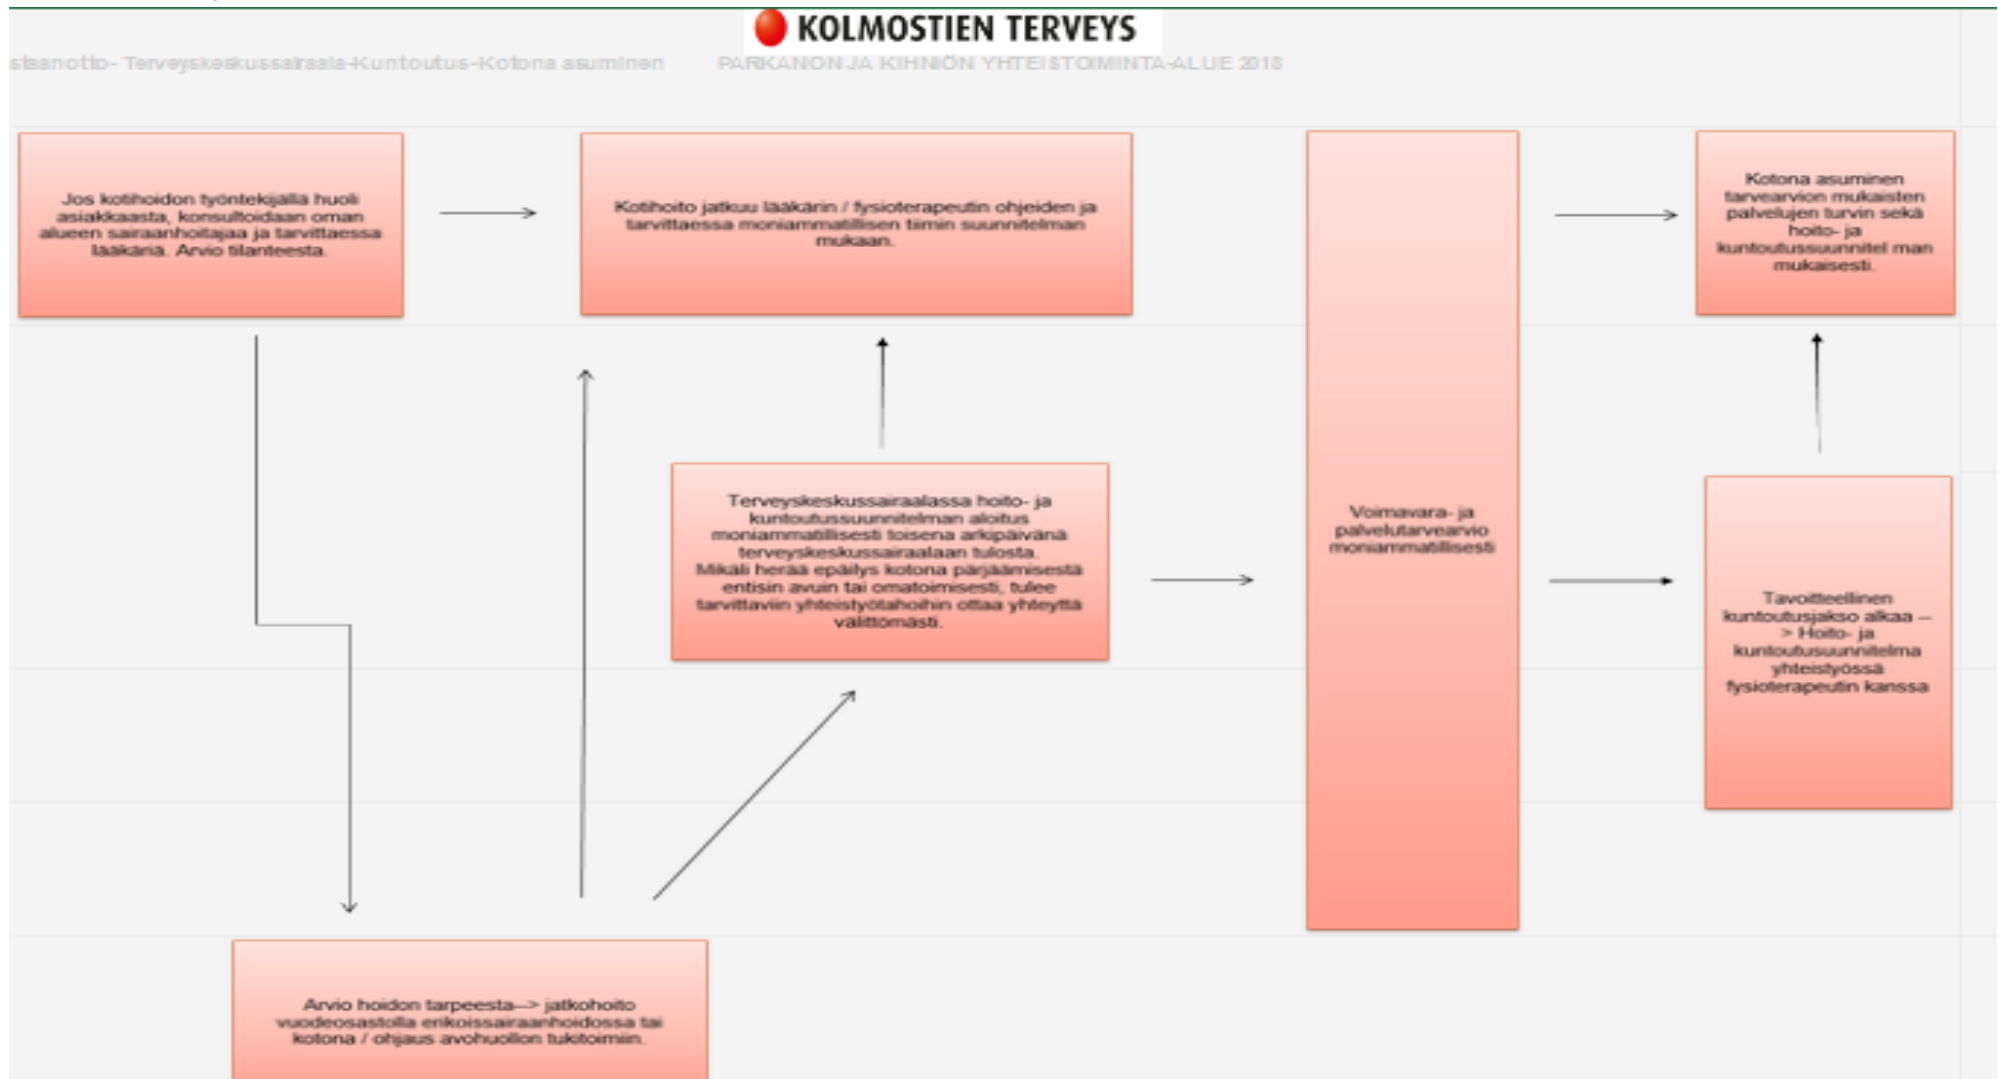 KOLMOSTIEN TERVEYS
staanotto- Terveyskeskussairaala-Kuntoutus-Kotona asuminen PARKANON JA KIHNIÖN YHTEISTOIMINTA-ALUE 2018
Jos kotihoidon työntekijällä huoli
asiakkaasta, konsultoidaan oman
alueen sairaanhoitajaa ja tarvittaessa
lääkäriä. Arvio tilanteesta.
Kotihoito jatkuu lääkärin / fysioterapeutin ohjeiden ja
tarvittaessa moniammatillisen tiimin suunnitelman
mukaan.
Kotona asuminen
tarvearvion mukaisten
palvelujen turvin sekä
hoito- ja
kuntoutussuunnitel man
mukaisesti.
Terveyskeskussairaalassa hoito- ja
kuntoutussuunnitelman aloitus
moniammatillisesti toisena arkipäivänä
terveyskeskussairaalaan tulosta.
Mikäli herää epäilys kotona pärjäämisestä
entisin avuin tai omatoimisesti, tulee
tarvittaviin yhteistyötahoihin ottaa yhteyttä
välittömästi.
Voimavara- ja
palvelutarvearvio
moniammatillisesti
Tavoitteellinen
kuntoutusjakso alkaa --
> Hoito- ja
kuntoutusuunnitelma
yhteistyössä
fysioterapeutin kanssa
Arvio hoidon tarpeesta--> jatkohoito
vuodeosastolla erikoissairaanhoidossa tai
kotona / ohjaus avohuollon tukitoimiin.